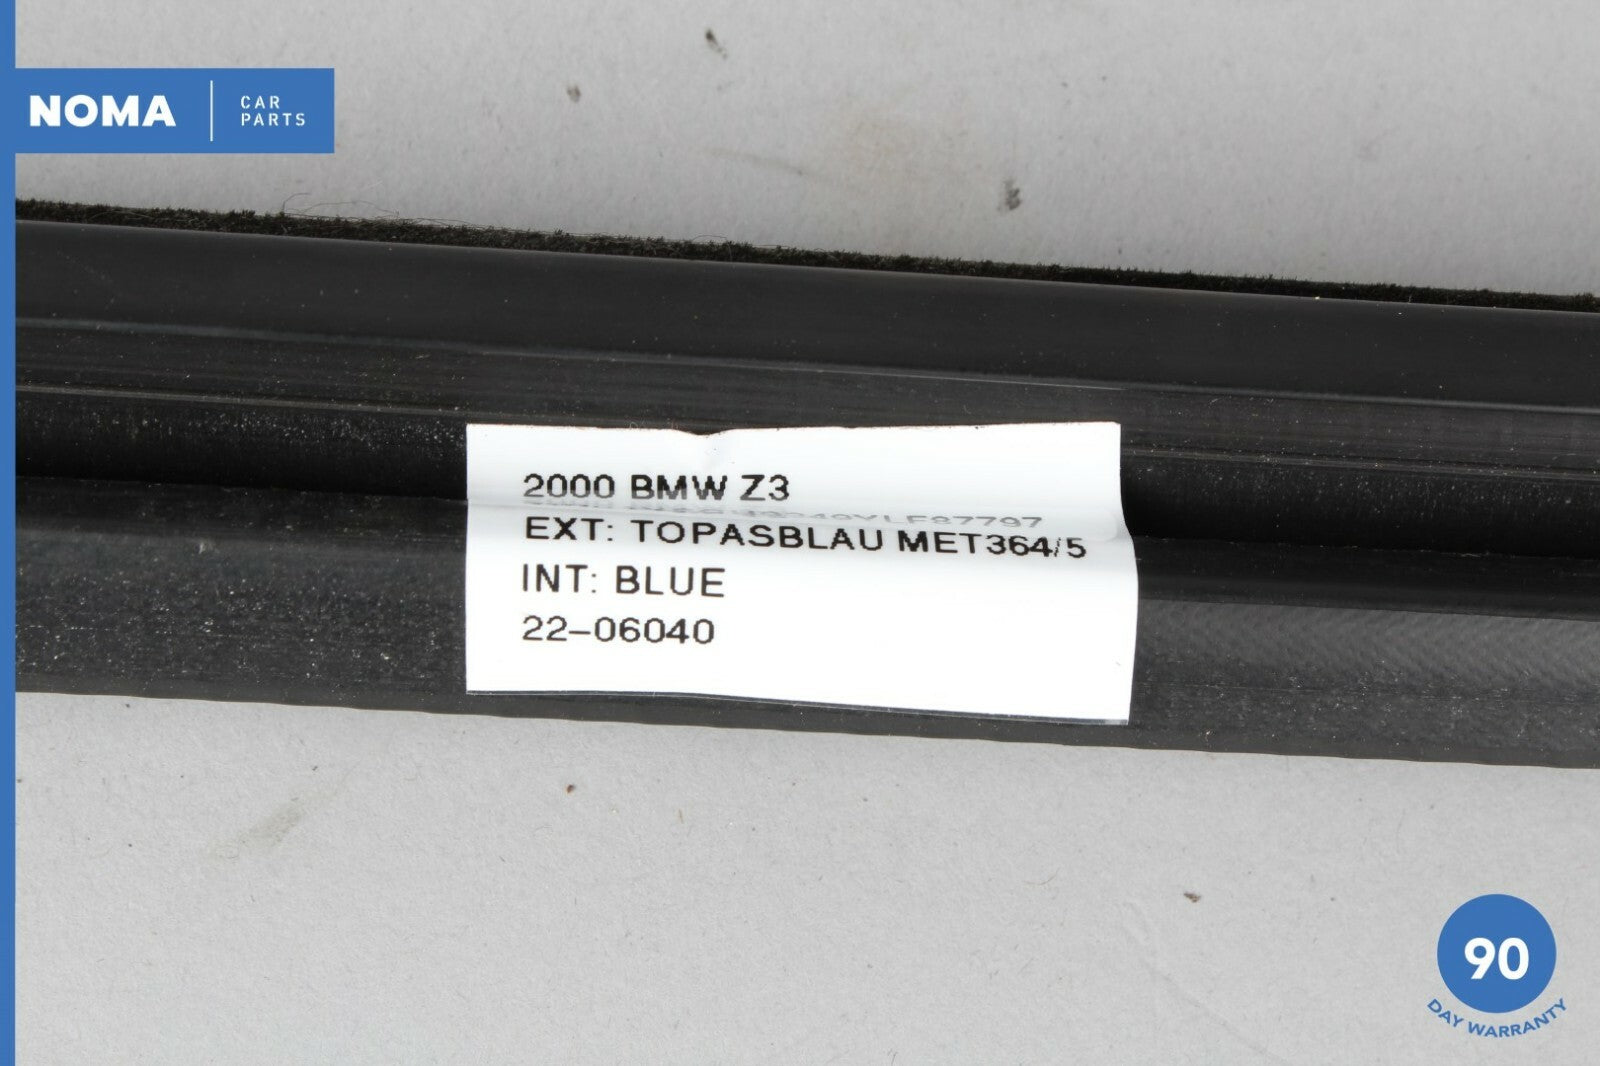 NOMA
CAR
PARTS
2000 BMW Z3
EXT: TOPASBLAU MET364/5
INT: BLUE
22-06040
90
DAY WARRANTY